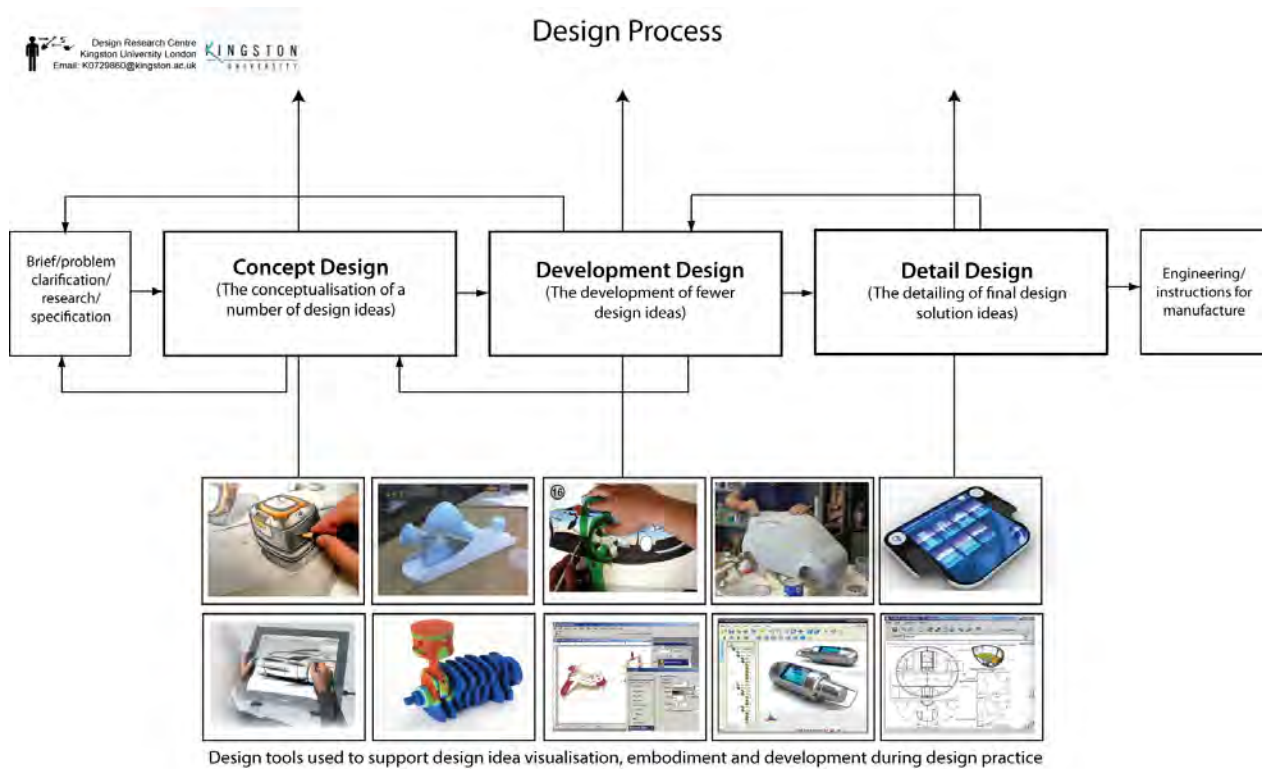 Design Process
Design Research Centre
Kingston University London
Email: K0729860@kingston.ac.uk
KINGSTON
UNIVERSITY
Brief/problem
clarification/
research/
specification
Concept Design
(The conceptualisation of a
number of design ideas)
Development Design
(The development of fewer
design ideas)
Detail Design
(The detailing of final design
solution ideas)
Engineering/
instructions for
manufacture
16
Design tools used to support design idea visualisation, embodiment and development during design practice